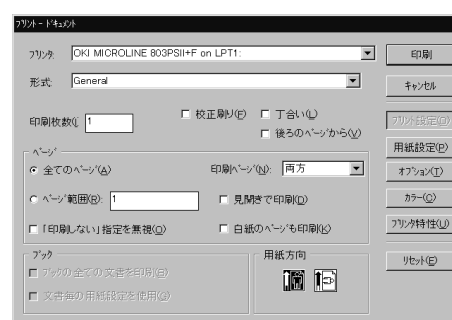 プリント - ドキュメント
プリンタ: OKI MICROLINE 803PSII+F on LPT1:
形式: General
印刷枚数(: 1
校正刷り(F)
丁合い(L)
後ろのページから(V)
ページ
全てのページ(A)
印刷ページ(N): 両方
ページ範囲(R): 1
見開きで印刷(D)
「印刷しない」指定を無視(O)
白紙のページも印刷(K)
ブック
ブックの全ての文書を印刷(B)
文書毎の用紙設定を使用(G)
用紙方向
印刷
キャンセル
プリント設定(D)
用紙設定(P)
オプション(T)
カラー(C)
プリンタ特性(U)
リセット(E)